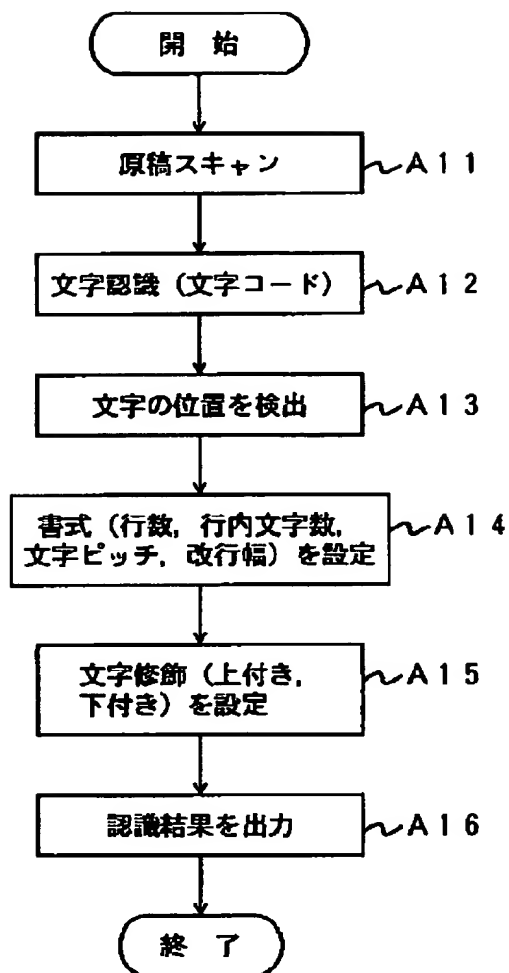 開 始
原稿スキャン
A11
文字認識（文字コード）
A12
文字の位置を検出
A13
書式（行数，行内文字数，
文字ピッチ，改行幅）を設定
A14
文字修飾（上付き，
下付き）を設定
A15
認識結果を出力
A16
終 了